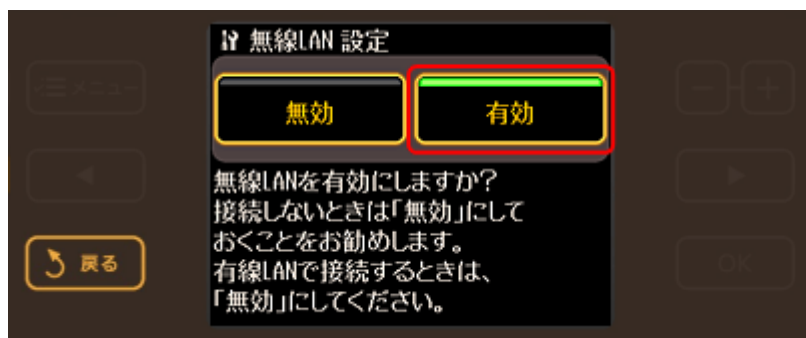 無線LAN 設定
メニュー
無効
有効
無線LANを有効にしますか?
接続しないときは「無効」にして
おくことをお勧めします。
有線LANで接続するときは、
「無効」にしてください。
戻る
OK